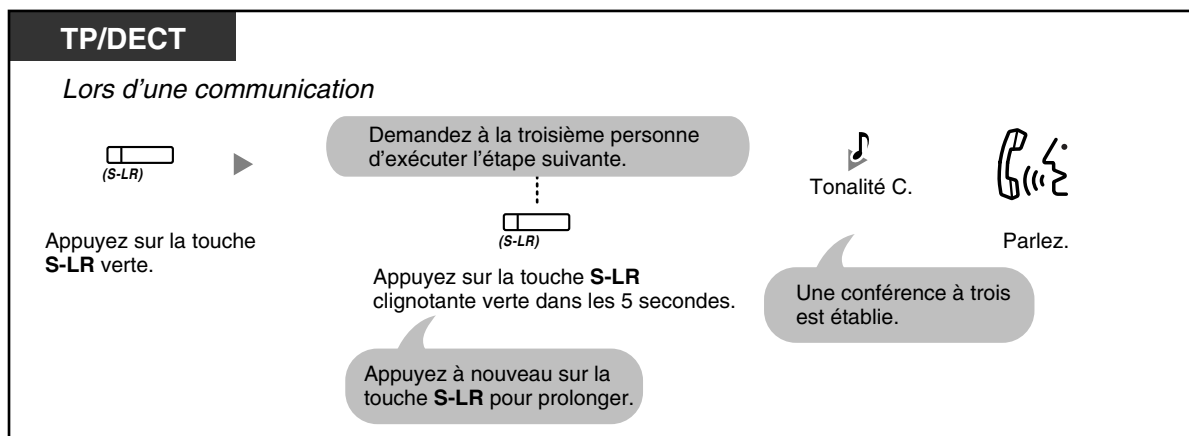 TP/DECT
Lors d'une communication
(S-LR)
Appuyez sur la touche
S-LR verte.
Demandez à la troisième personne
d'exécuter l'étape suivante.
(S-LR)
Appuyez sur la touche S-LR
clignotante verte dans les 5 secondes.
Appuyez à nouveau sur la
touche S-LR pour prolonger.
Tonalité C.
Une conférence à trois
est établie.
Parlez.